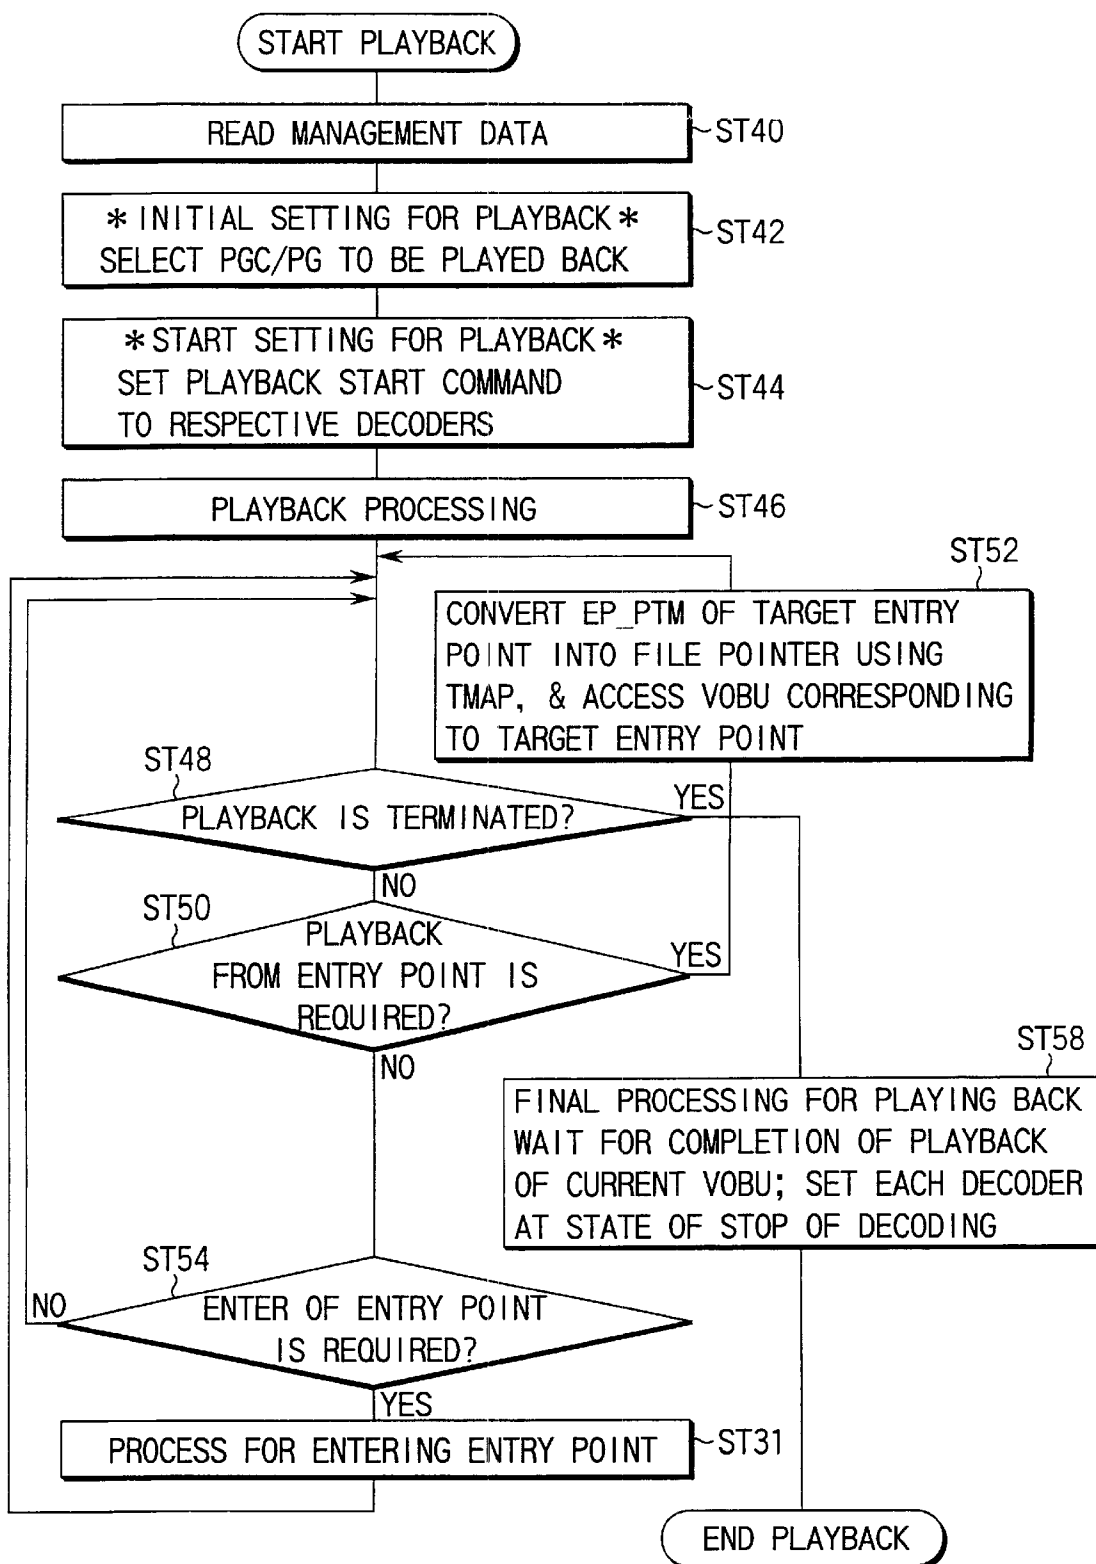 START PLAYBACK
READ MANAGEMENT DATA
ST40
* INITIAL SETTING FOR PLAYBACK *
SELECT PGC/PG TO BE PLAYED BACK
ST42
* START SETTING FOR PLAYBACK *
SET PLAYBACK START COMMAND
TO RESPECTIVE DECODERS
ST44
PLAYBACK PROCESSING
ST46
ST52
CONVERT EP_PTM OF TARGET ENTRY
POINT INTO FILE POINTER USING
TMAP, & ACCESS VOBU CORRESPONDING
TO TARGET ENTRY POINT
ST48
PLAYBACK IS TERMINATED?
YES
NO
ST50
PLAYBACK
FROM ENTRY POINT IS
REQUIRED?
YES
NO
ST58
FINAL PROCESSING FOR PLAYING BACK
WAIT FOR COMPLETION OF PLAYBACK
OF CURRENT VOBU; SET EACH DECODER
AT STATE OF STOP OF DECODING
ST54
NO
ENTER OF ENTRY POINT
IS REQUIRED?
YES
PROCESS FOR ENTERING ENTRY POINT
ST31
END PLAYBACK